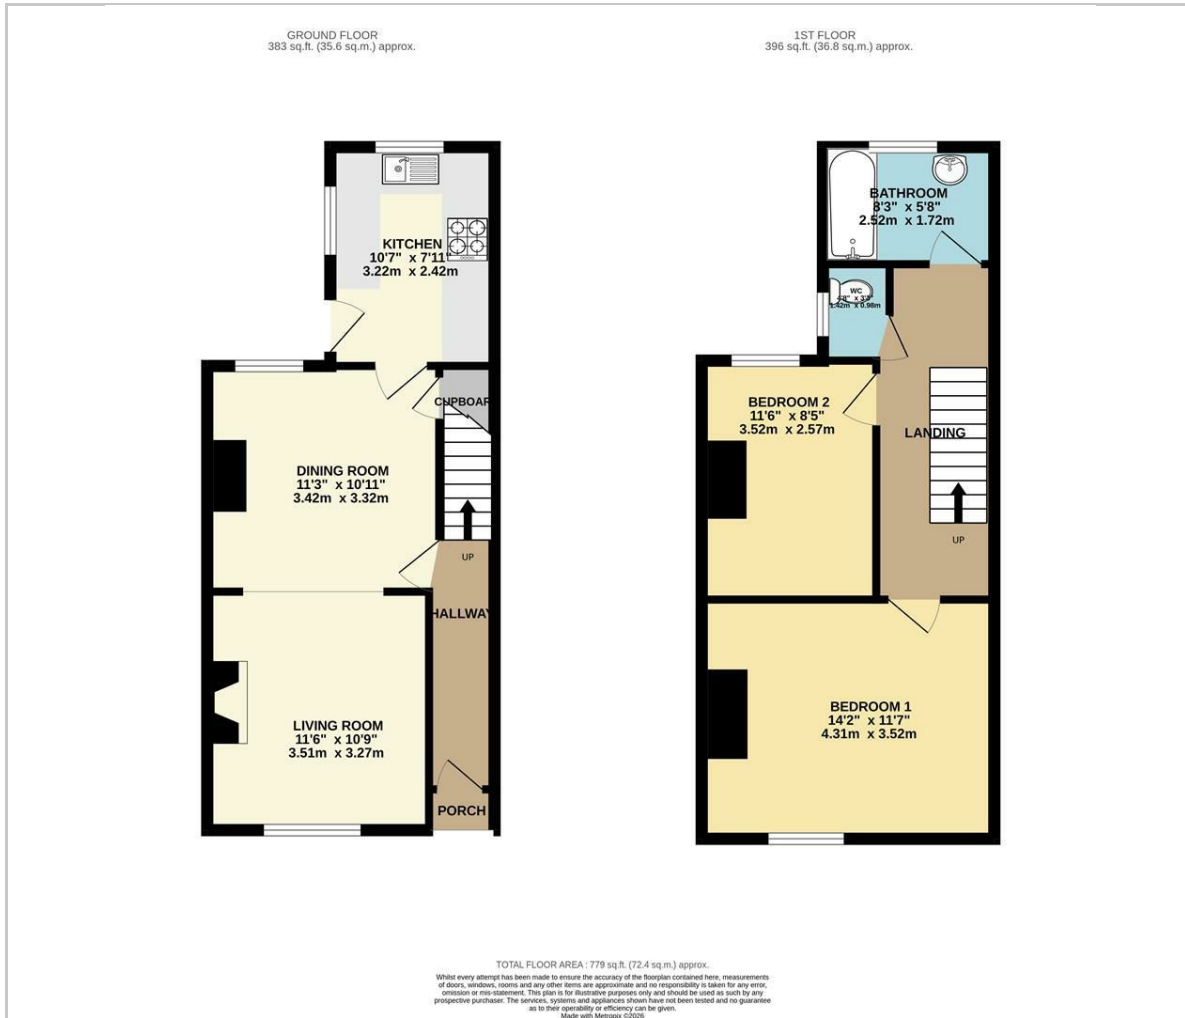 GROUND FLOOR
383 sq.ft. (35.6 sq.m.) approx.
1ST FLOOR
396 sq.ft. (36.8 sq.m.) approx.
KITCHEN
10'7" x 7'11"
3.22m x 2.42m
CUPBOAR
DINING ROOM
11'3" x 10'11"
3.42m x 3.32m
UP
HALLWAY
LIVING ROOM
11'6" x 10'9"
3.51m x 3.27m
PORCH
BATHROOM
8'3" x 5'8"
2.52m x 1.72m
WC
4'8" x 3'3"
1.42m x 0.98m
BEDROOM 2
11'6" x 8'5"
3.52m x 2.57m
LANDING
UP
BEDROOM 1
14'2" x 11'7"
4.31m x 3.52m
TOTAL FLOOR AREA : 779 sq.ft. (72.4 sq.m.) approx.
Whilst every attempt has been made to ensure the accuracy of the floorplan contained here, measurements
of doors, windows, rooms and any other items are approximate and no responsibility is taken for any error,
omission or mis-statement. This plan is for illustrative purposes only and should be used as such by any
prospective purchaser. The services, systems and appliances shown have not been tested and no guarantee
as to their operability or efficiency can be given.
Made with Metropix ©2026